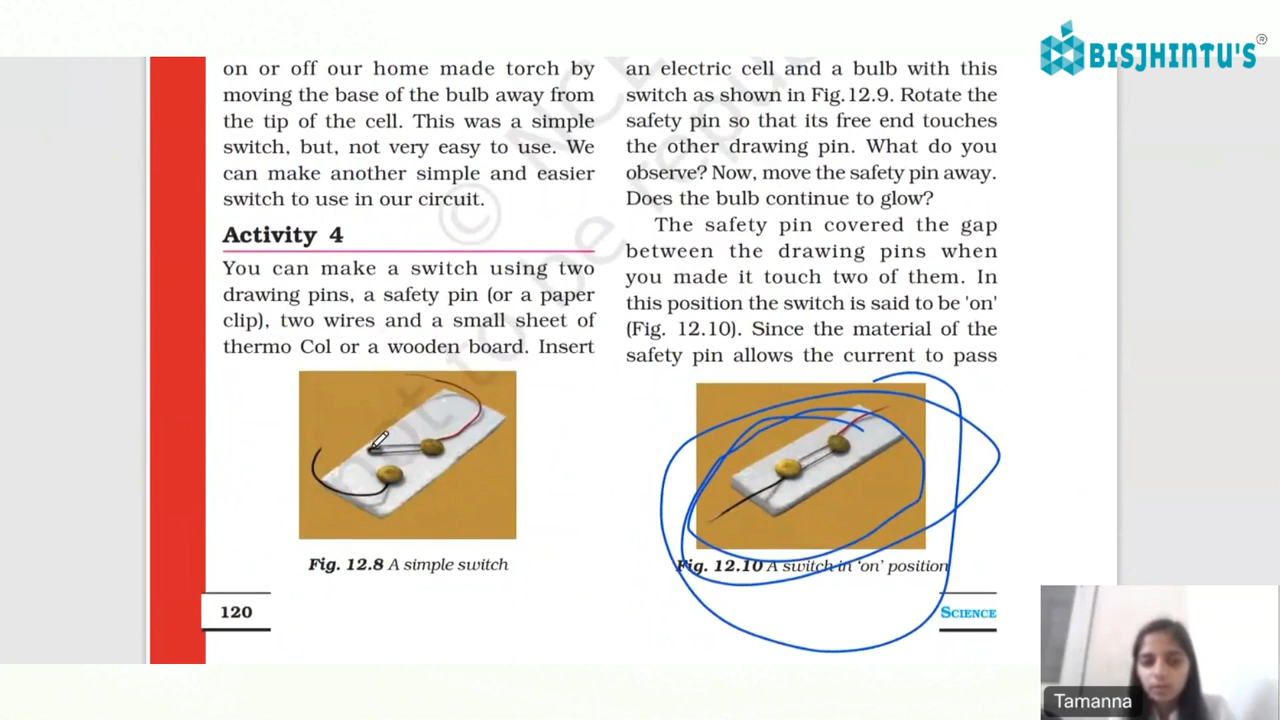 BISJHINTU'S®
on or off our home made torch by
moving the base of the bulb away from
the tip of the cell. This was a simple
switch, but, not very easy to use. We
can make another simple and easier
switch to use in our circuit.
Activity 4
You can make a switch using two
drawing pins, a safety pin (or a paper
clip), two wires and a small sheet of
thermo Col or a wooden board. Insert
Fig. 12.8 A simple switch
120
an electric cell and a bulb with this
switch as shown in Fig.12.9. Rotate the
safety pin so that its free end touches
the other drawing pin. What do you
observe? Now, move the safety pin away.
Does the bulb continue to glow?
The safety pin covered the gap
between the drawing pins when
you made it touch two of them. In
this position the switch is said to be 'on'
(Fig. 12.10). Since the material of the
safety pin allows the current to pass
Fig. 12.10 A switch in 'on' position
SCIENCE
© NCE
not to be repu
Tamanna